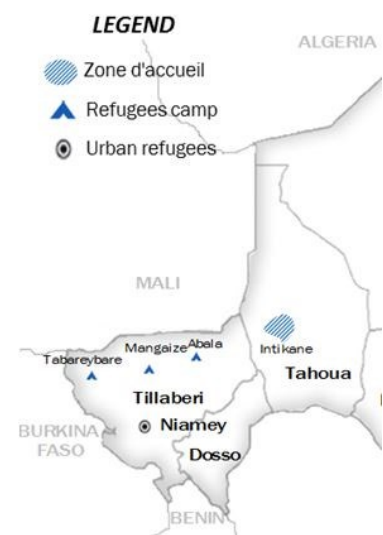 LEGEND
ALGERIA
Zone d'accueil
Refugees camp
Urban refugees
MALI
Abala
Mangaize
Tabareybare
Intikane
Tahoua
Tillaberi
Niamey
BURKINA
FASO
Dosso
BENIN